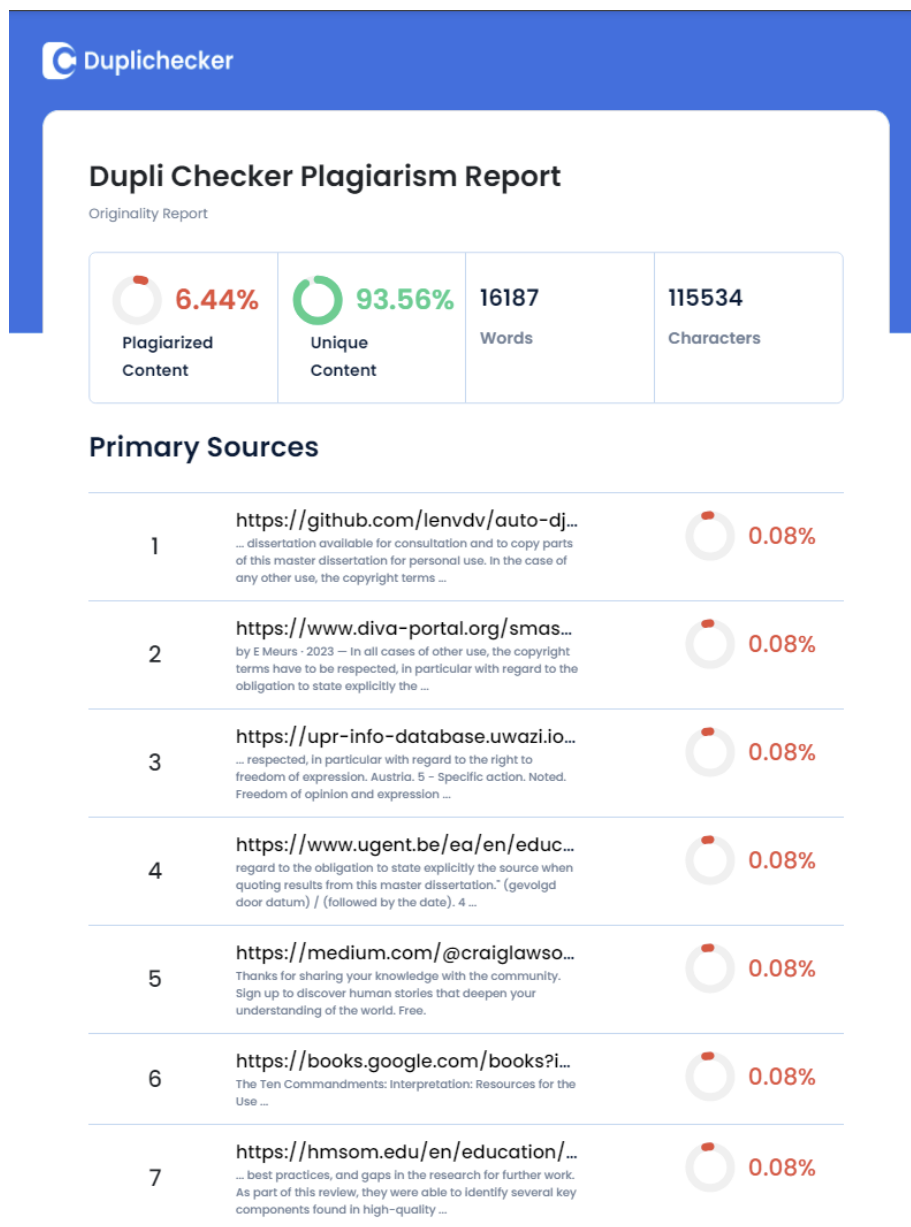 Duplichecker
Dupli Checker Plagiarism Report
Originality Report
6.44%
Plagiarized
Content
93.56%
Unique
Content
16187
Words
115534
Characters
Primary Sources
1
https://github.com/lenvdv/auto-dj...
... dissertation available for consultation and to copy parts
of this master dissertation for personal use. In the case of
any other use, the copyright terms ...
0.08%
2
https://www.diva-portal.org/smas...
by E Meurs · 2023 — In all cases of other use, the copyright
terms have to be respected, in particular with regard to the
obligation to state explicitly the ...
0.08%
3
https://upr-info-database.uwazi.io...
... respected, in particular with regard to the right to
freedom of expression. Austria. 5 - Specific action. Noted.
Freedom of opinion and expression ...
0.08%
4
https://www.ugent.be/ea/en/educ...
regard to the obligation to state explicitly the source when
quoting results from this master dissertation." (gevolgd
door datum) / (followed by the date). 4 ...
0.08%
5
https://medium.com/@craiglawso...
Thanks for sharing your knowledge with the community.
Sign up to discover human stories that deepen your
understanding of the world. Free.
0.08%
6
https://books.google.com/books?i...
The Ten Commandments: Interpretation: Resources for the
Use ...
0.08%
7
https://hmsom.edu/en/education/...
... best practices, and gaps in the research for further work.
As part of this review, they were able to identify several key
components found in high-quality ...
0.08%